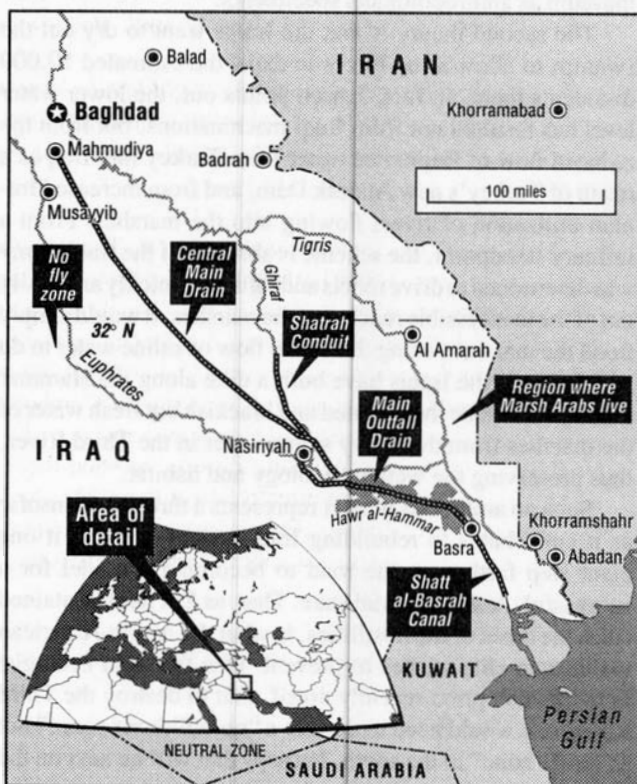 Balad
IRAN
Baghdad
Khorramabad
Mahmudiya
Badrah
100 miles
Musayyib
Tigris
No
fly
zone
Central
Main
Drain
Gharal
32° N
Shatrah
Conduit
Al Amarah
Euphrates
Region where
Marsh Arabs live
Main
Outfall
Drain
Nasiriyah
IRAQ
Area of
detail
Hawr al-Hammar
Khorramshahr
Basra
Abadan
Shatt
al-Basrah
Canal
KUWAIT
Persian
Gulf
NEUTRAL ZONE
SAUDI ARABIA